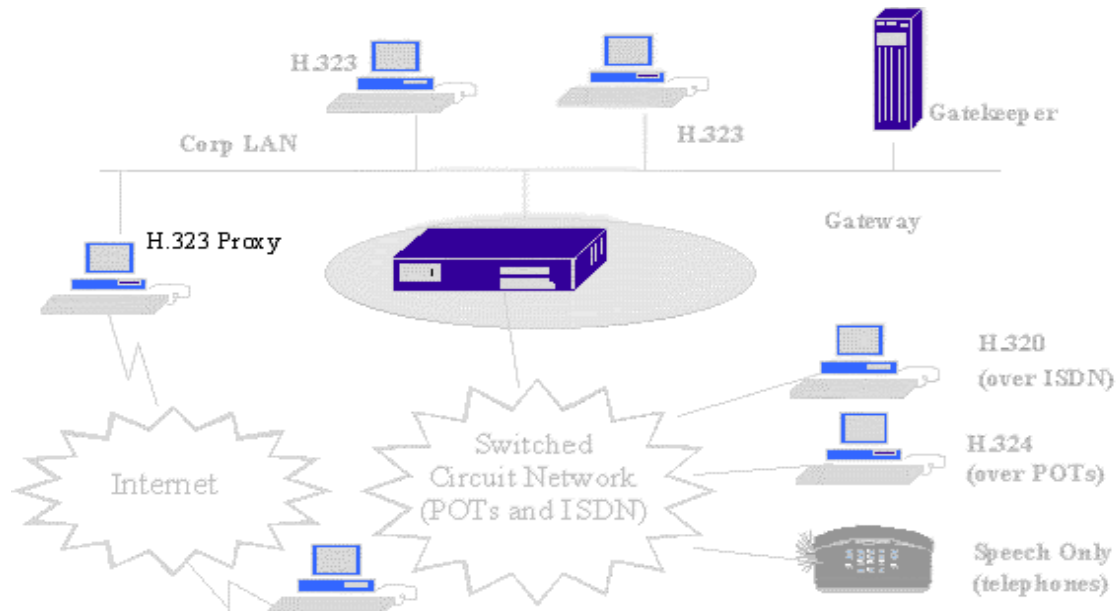 H.323
Gatekeeper
Corp LAN
H.323
Gateway
H.323 Proxy
H.320
(over ISDN)
Switched
Circuit Network
(POTs and ISDN)
Internet
H.324
(over POTs)
Speech Only
(telephones)